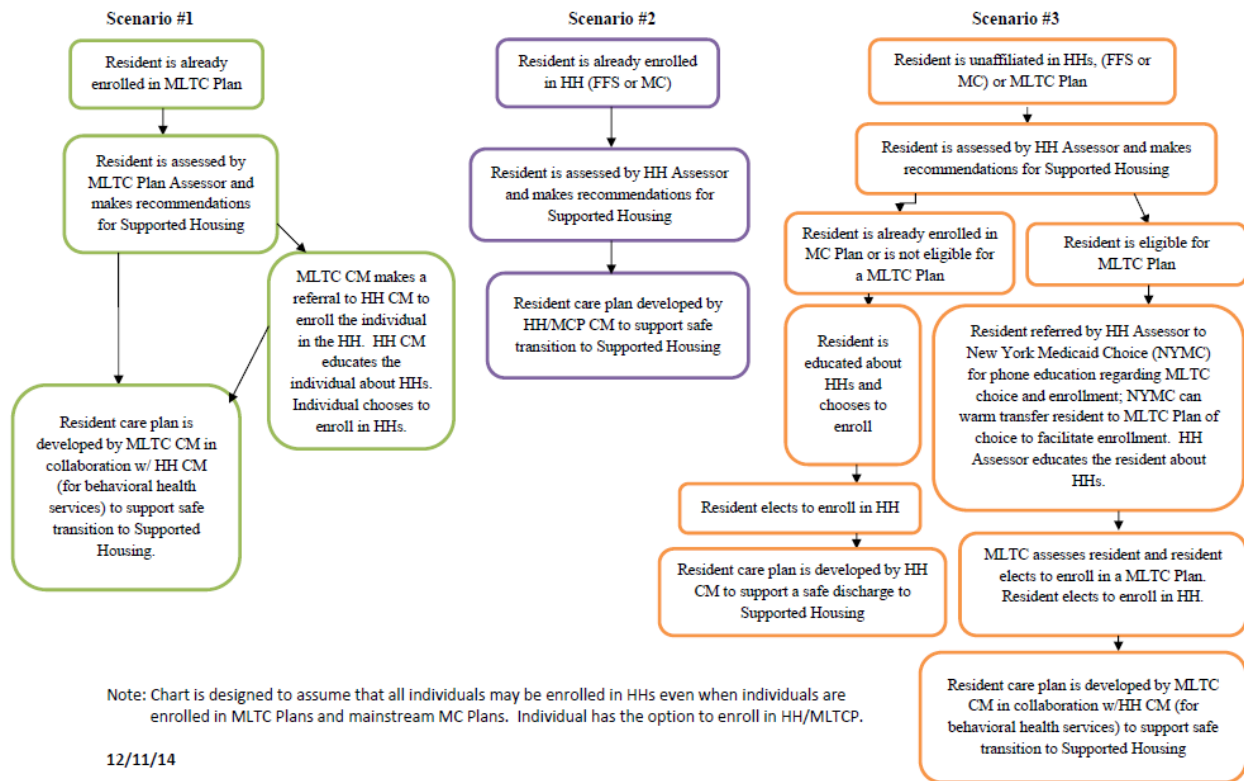 Scenario #1
Resident is already
enrolled in MLTC Plan
Resident is assessed by
MLTC Plan Assessor and
makes recommendations
for Supported Housing
MLTC CM makes a
referral to HH CM to
enroll the individual
in the HH. HH CM
educates the
individual about HHs.
Individual chooses to
enroll in HHs.
Resident care plan is
developed by MLTC CM in
collaboration w/ HH CM
(for behavioral health
services) to support safe
transition to Supported
Housing.
Scenario #2
Resident is already enrolled
in HH (FFS or MC)
Resident is assessed by HH Assessor
and makes recommendations for
Supported Housing
Resident care plan developed by
HH/MCP CM to support safe
transition to Supported Housing
Scenario #3
Resident is unaffiliated in HHs, (FFS or
MC) or MLTC Plan
Resident is assessed by HH Assessor and makes
recommendations for Supported Housing
Resident is already enrolled in
MC Plan or is not eligible for
a MLTC Plan
Resident is
educated about
HHs and
chooses to
enroll
Resident elects to enroll in HH
Resident care plan is developed by HH
CM to support a safe discharge to
Supported Housing
Resident is eligible for
MLTC Plan
Resident referred by HH Assessor to
New York Medicaid Choice (NYMC)
for phone education regarding MLTC
choice and enrollment; NYMC can
warm transfer resident to MLTC Plan of
choice to facilitate enrollment. HH
Assessor educates the resident about
HHs.
MLTC assesses resident and resident
elects to enroll in a MLTC Plan.
Resident elects to enroll in HH.
Resident care plan is developed by MLTC
CM in collaboration w/HH CM (for
behavioral health services) to support safe
transition to Supported Housing
Note: Chart is designed to assume that all individuals may be enrolled in HHs even when individuals are
enrolled in MLTC Plans and mainstream MC Plans. Individual has the option to enroll in HH/MLTCP.
12/11/14